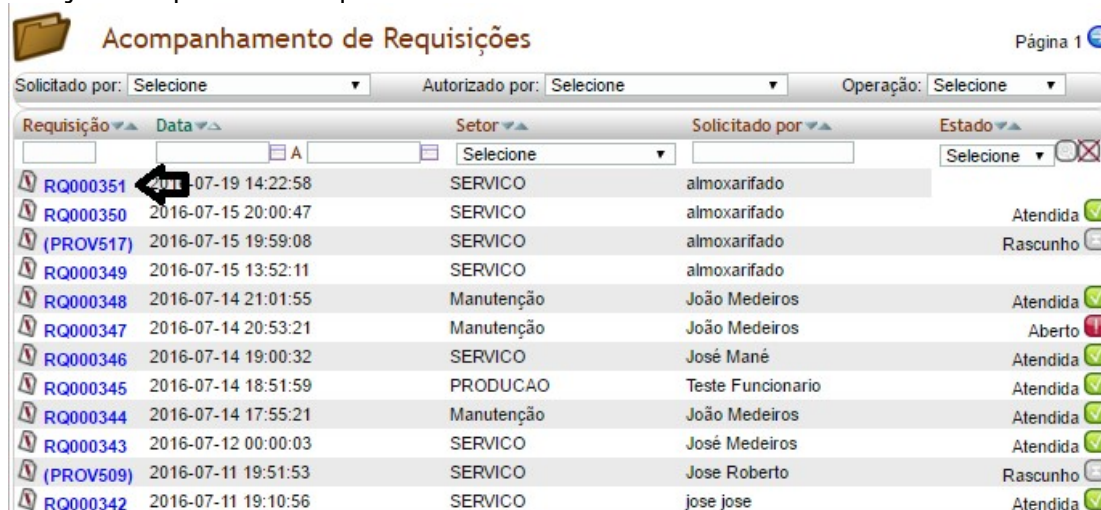 Acompanhamento de Requisições Página 1
Solicitado por: Selecione Autorizado por: Selecione Operação: Selecione
Requisição Data Setor Solicitado por Estado
A Selecione Selecione
RQ000351 2016-07-19 14:22:58 SERVICO almoxarifado
RQ000350 2016-07-15 20:00:47 SERVICO almoxarifado Atendida
(PROV517) 2016-07-15 19:59:08 SERVICO almoxarifado Rascunho
RQ000349 2016-07-15 13:52:11 SERVICO almoxarifado
RQ000348 2016-07-14 21:01:55 Manutenção João Medeiros Atendida
RQ000347 2016-07-14 20:53:21 Manutenção João Medeiros Aberto
RQ000346 2016-07-14 19:00:32 SERVICO José Mané Atendida
RQ000345 2016-07-14 18:51:59 PRODUCAO Teste Funcionario Atendida
RQ000344 2016-07-14 17:55:21 Manutenção João Medeiros Atendida
RQ000343 2016-07-12 00:00:03 SERVICO José Medeiros Atendida
(PROV509) 2016-07-11 19:51:53 SERVICO Jose Roberto Rascunho
RQ000342 2016-07-11 19:10:56 SERVICO jose jose Atendida